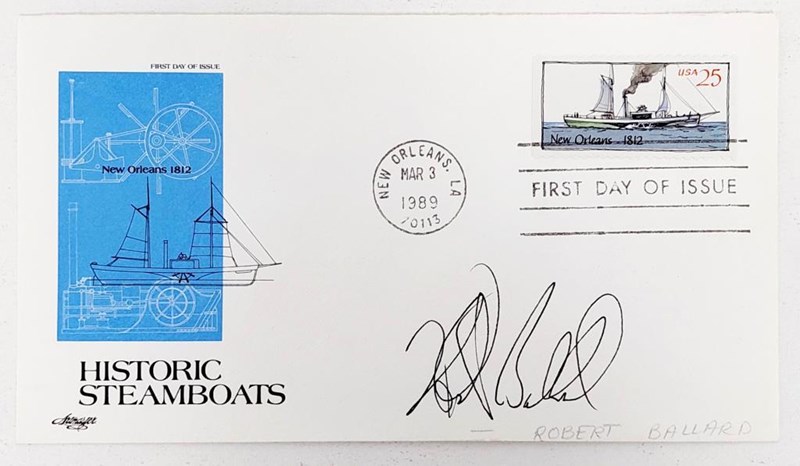 FIRST DAY OF ISSUE
USA 25
New Orleans - 1812
New Orleans 1812
NEW ORLEANS, LA
MAR 3
1989
70113
FIRST DAY OF ISSUE
HISTORIC
STEAMBOATS
ROBERT BALLARD